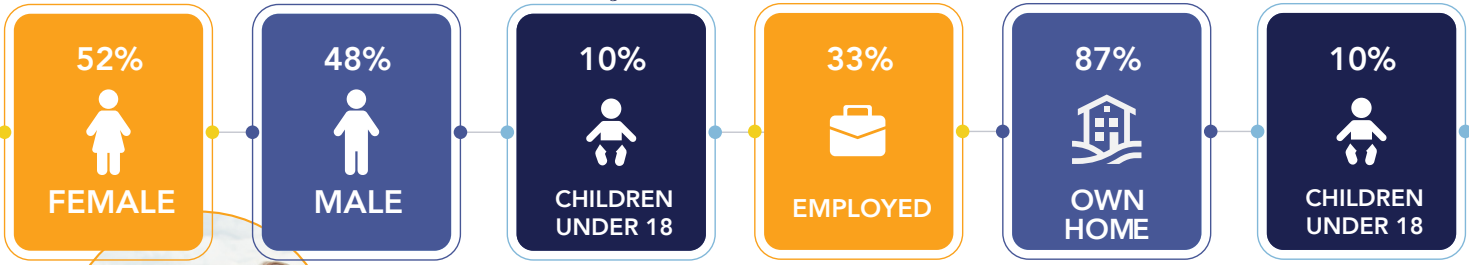 52%
FEMALE
48%
MALE
10%
CHILDREN
UNDER 18
33%
EMPLOYED
87%
OWN
HOME
10%
CHILDREN
UNDER 18